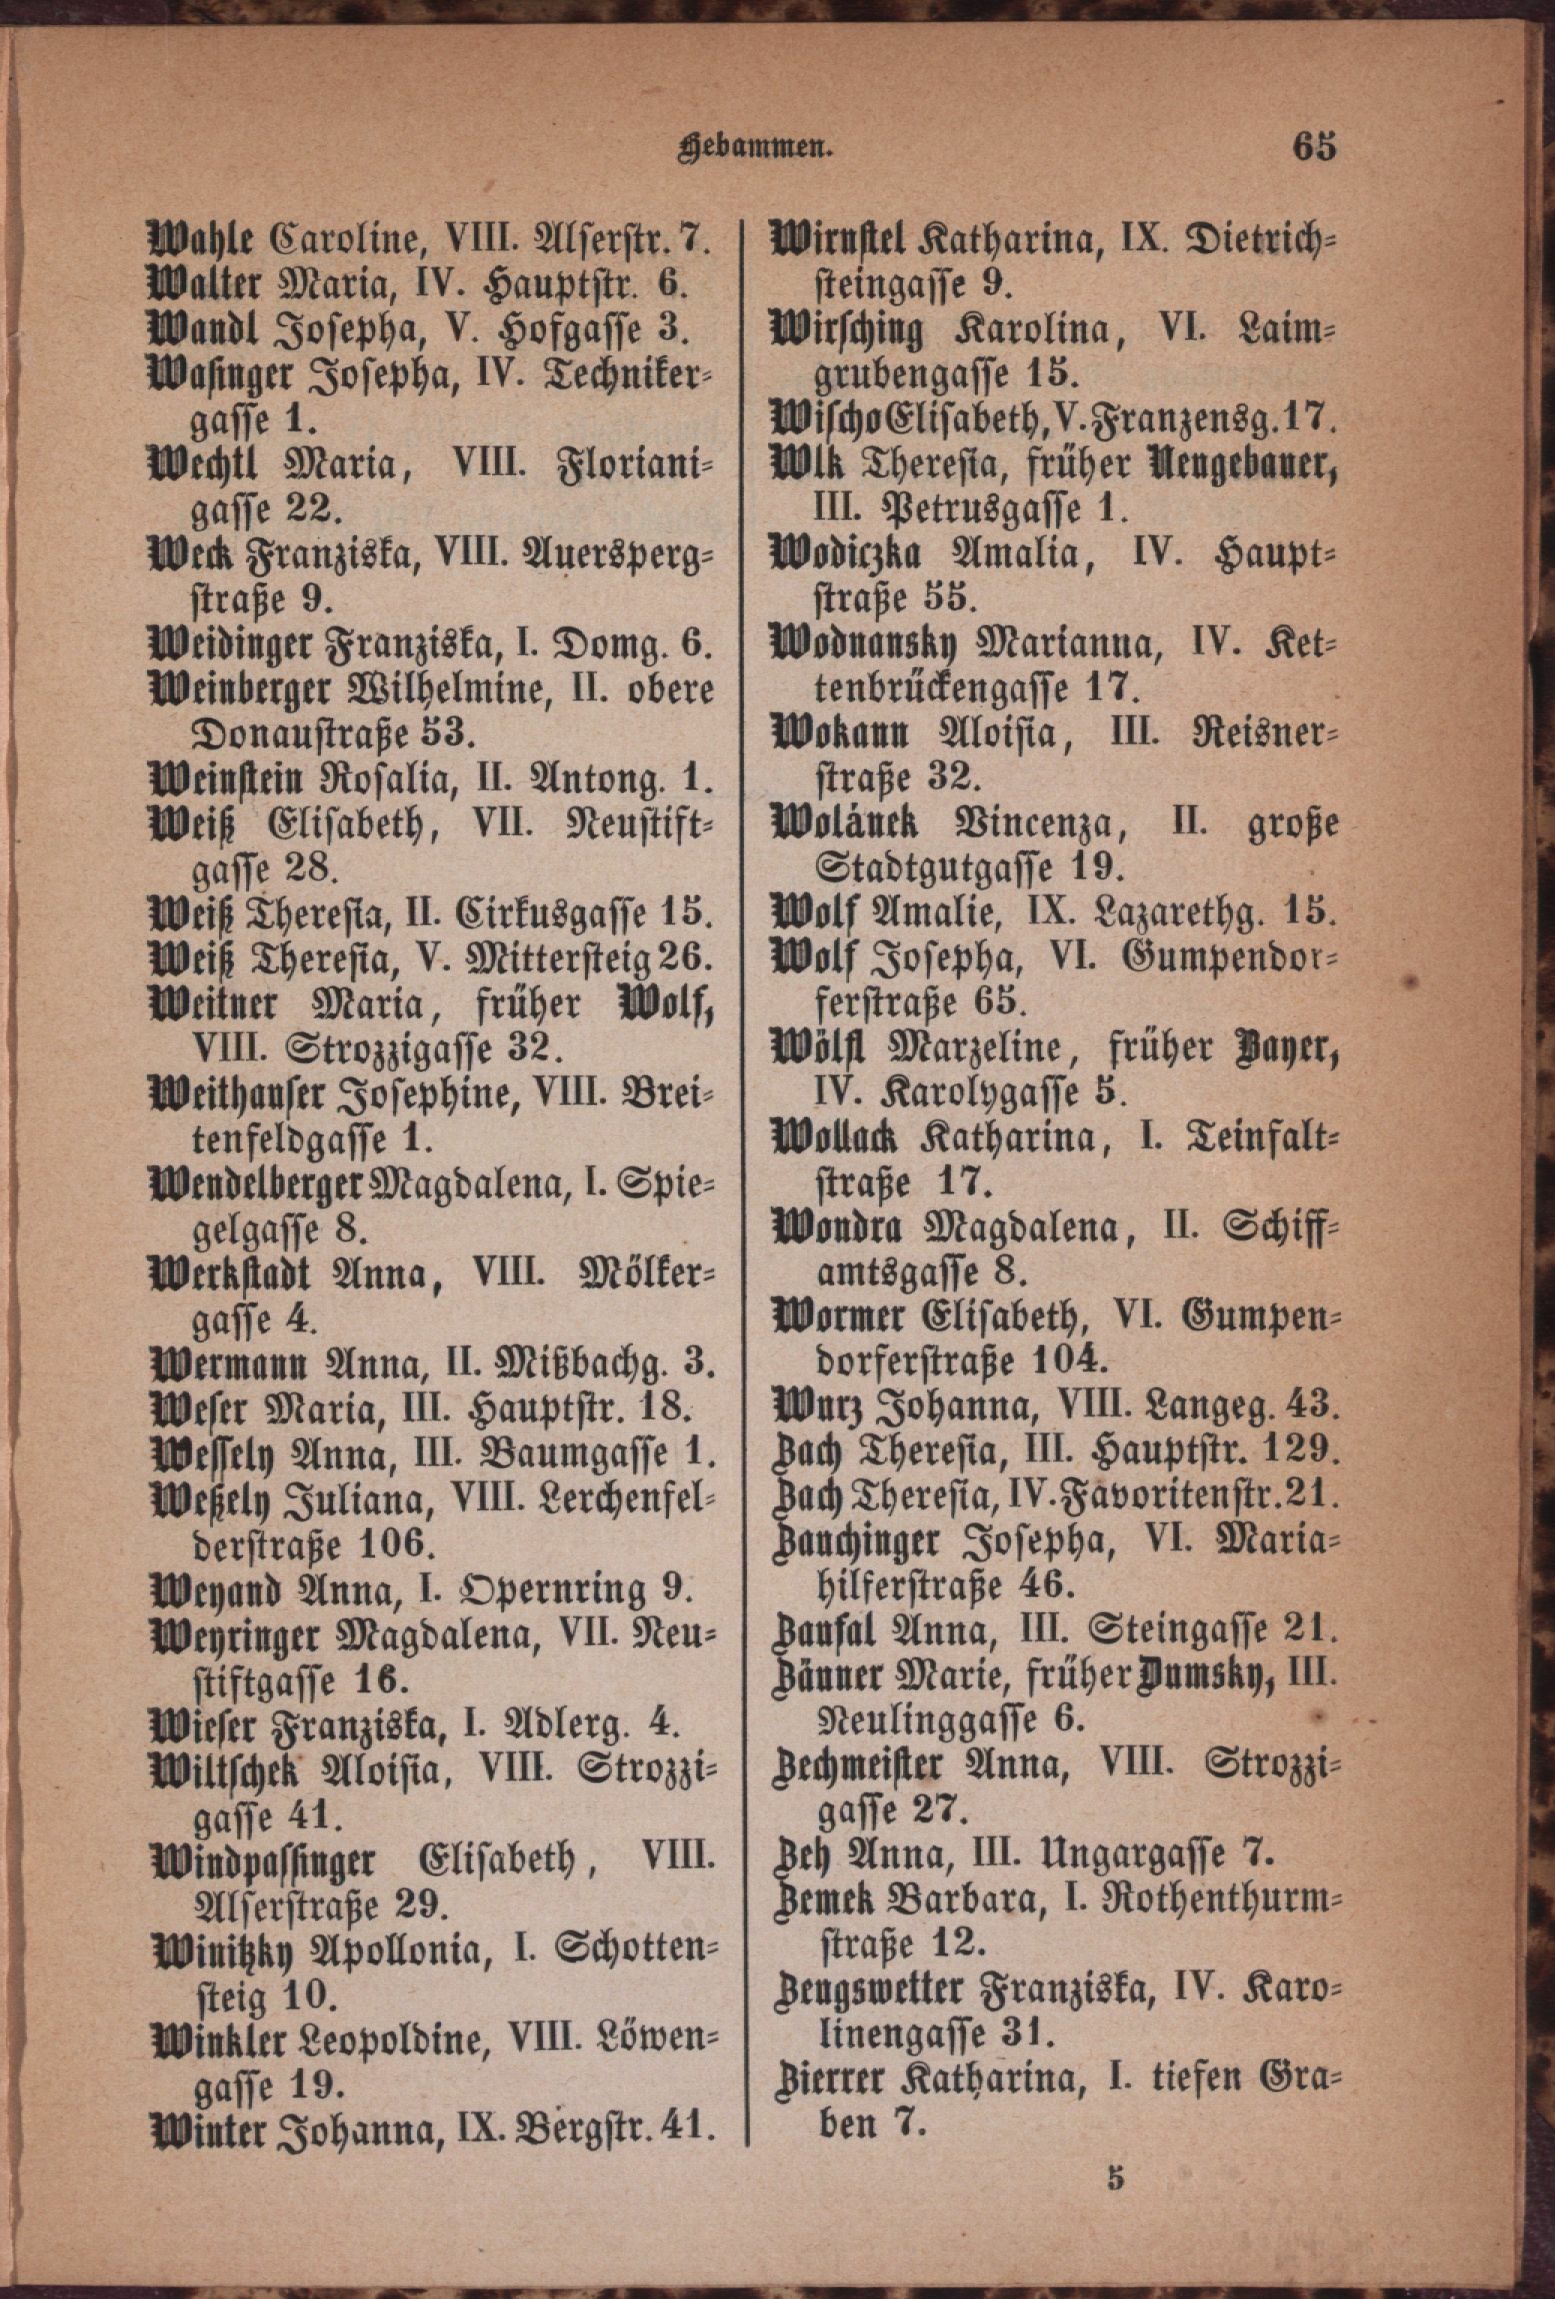 Hebammen.
65
Wahle Caroline, VIII. Alserstr. 7.
Walter Maria, IV. Hauptstr. 6.
Wandl Josepha, V. Hofgasse 3.
Wasinger Josepha, IV. Techniker-
gasse 1.
Wechtl Maria, VIII. Floriani-
gasse 22.
Weck Franziska, VIII. Auersperg-
straße 9.
Weidinger Franziska, I. Domg. 6.
Weinberger Wilhelmine, II. obere
Donaustraße 53.
Weinstein Rosalia, II. Antong. 1.
Weiß Elisabeth, VII. Neustift-
gasse 28.
Weiß Theresia, II. Cirkusgasse 15.
Weiß Theresia, V. Mittersteig 26.
Weitner Maria, früher Wolf,
VIII. Strozzigasse 32.
Weithauser Josephine, VIII. Brei-
tenfeldgasse 1.
Wendelberger Magdalena, I. Spie-
gelgasse 8.
Werkstadt Anna, VIII. Mölker-
gasse 4.
Wermann Anna, II. Mißbachg. 3.
Weser Maria, III. Hauptstr. 18.
Wessely Anna, III. Baumgasse 1.
Weßely Juliana, VIII. Lerchenfel-
derstraße 106.
Weyand Anna, I. Opernring 9.
Weyringer Magdalena, VII. Neu-
stiftgasse 16.
Wieser Franziska, I. Adlerg. 4.
Wiltschek Aloisia, VIII. Strozzi-
gasse 41.
Windpassinger Elisabeth, VIII.
Alserstraße 29.
Winitzky Apollonia, I. Schotten-
steig 10.
Winkler Leopoldine, VIII. Löwen-
gasse 19.
Winter Johanna, IX. Bergstr. 41.
Wirnstel Katharina, IX. Dietrich-
steingasse 9.
Wirsching Karolina, VI. Laim-
grubengasse 15.
Wischo Elisabeth, V. Franzensg. 17.
Wlk Theresia, früher Neugebauer,
III. Petrusgasse 1.
Wodiczka Amalia, IV. Haupt-
straße 55.
Wodnansky Marianna, IV. Ket-
tenbrückengasse 17.
Wokann Aloisia, III. Reisner-
straße 32.
Wolánek Vincenza, II. große
Stadtgutgasse 19.
Wolf Amalie, IX. Lazarethg. 15.
Wolf Josepha, VI. Gumpendor-
ferstraße 65.
Wölfl Marzeline, früher Bayer,
IV. Karolygasse 5.
Wollack Katharina, I. Teinfalt-
straße 17.
Wondra Magdalena, II. Schiff-
amtsgasse 8.
Wormer Elisabeth, VI. Gumpen-
dorferstraße 104.
Wurz Johanna, VIII. Langeg. 43.
Zach Theresia, III. Hauptstr. 129.
Zach Theresia, IV. Favoritenstr. 21.
Zauchinger Josepha, VI. Maria-
hilferstraße 46.
Zaufal Anna, III. Steingasse 21.
Zänner Marie, früher Dumsky, III.
Neulinggasse 6.
Zechmeister Anna, VIII. Strozzi-
gasse 27.
Zeh Anna, III. Ungargasse 7.
Zemek Barbara, I. Rothenthurm-
straße 12.
Zeugswetter Franziska, IV. Karo-
linengasse 31.
Zierrer Katharina, I. tiefen Gra-
ben 7.
5